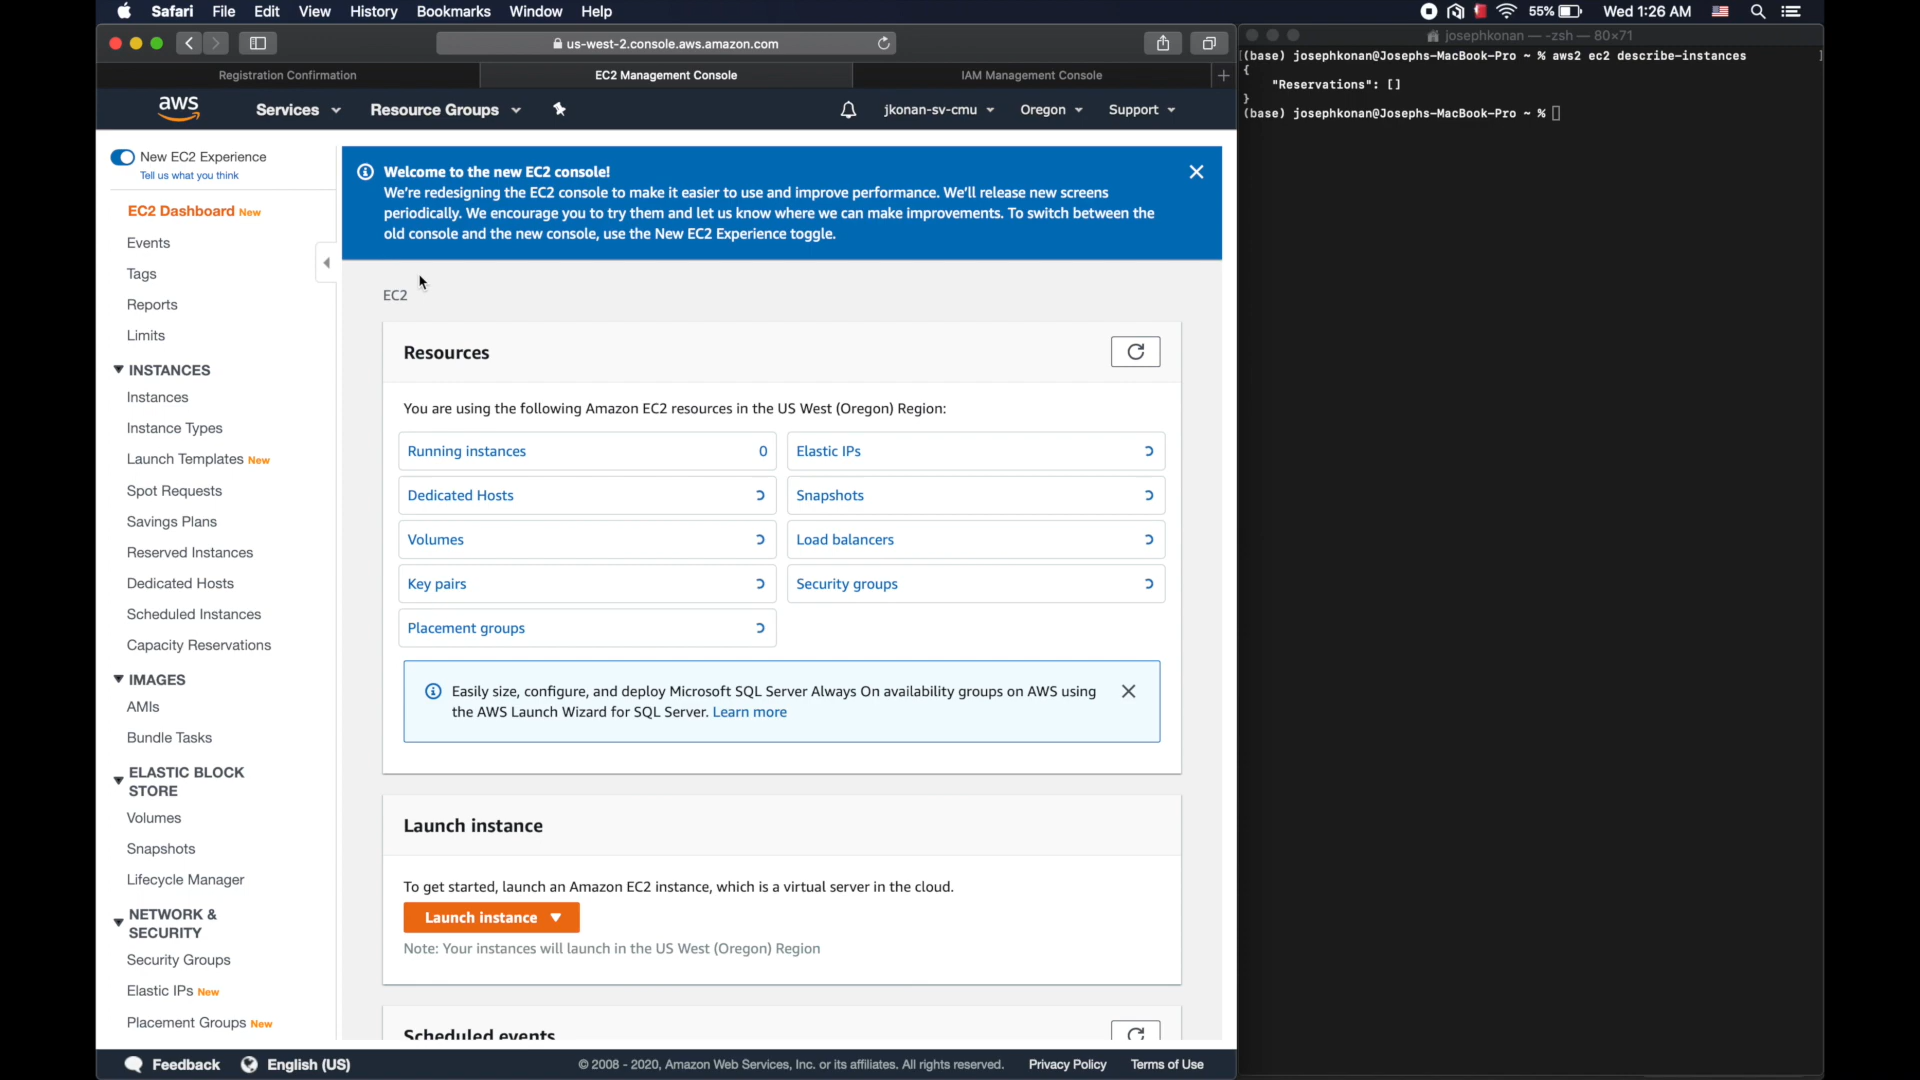 Safari File Edit View History Bookmarks Window Help
55% Wed 1:26 AM
us-west-2.console.aws.amazon.com
Registration Confirmation
EC2 Management Console
IAM Management Console
aws Services Resource Groups jkonan-sv-cmu Oregon Support
New EC2 Experience
Tell us what you think
EC2 Dashboard New
Events
Tags
Reports
Limits
INSTANCES
Instances
Instance Types
Launch Templates New
Spot Requests
Savings Plans
Reserved Instances
Dedicated Hosts
Scheduled Instances
Capacity Reservations
IMAGES
AMIs
Bundle Tasks
ELASTIC BLOCK
STORE
Volumes
Snapshots
Lifecycle Manager
NETWORK &
SECURITY
Security Groups
Elastic IPs New
Placement Groups New
Welcome to the new EC2 console!
We're redesigning the EC2 console to make it easier to use and improve performance. We'll release new screens
periodically. We encourage you to try them and let us know where we can make improvements. To switch between the
old console and the new console, use the New EC2 Experience toggle.
EC2
Resources
You are using the following Amazon EC2 resources in the US West (Oregon) Region:
Running instances 0
Elastic IPs
Dedicated Hosts
Snapshots
Volumes
Load balancers
Key pairs
Security groups
Placement groups
Easily size, configure, and deploy Microsoft SQL Server Always On availability groups on AWS using
the AWS Launch Wizard for SQL Server. Learn more
Launch instance
To get started, launch an Amazon EC2 instance, which is a virtual server in the cloud.
Launch instance
Note: Your instances will launch in the US West (Oregon) Region
Scheduled events
Feedback English (US)
© 2008 - 2020, Amazon Web Services, Inc. or its affiliates. All rights reserved. Privacy Policy Terms of Use
josephkonan — -zsh — 80×71
(base) josephkonan@Josephs-MacBook-Pro ~ % aws2 ec2 describe-instances
{
"Reservations": []
}
(base) josephkonan@Josephs-MacBook-Pro ~ %